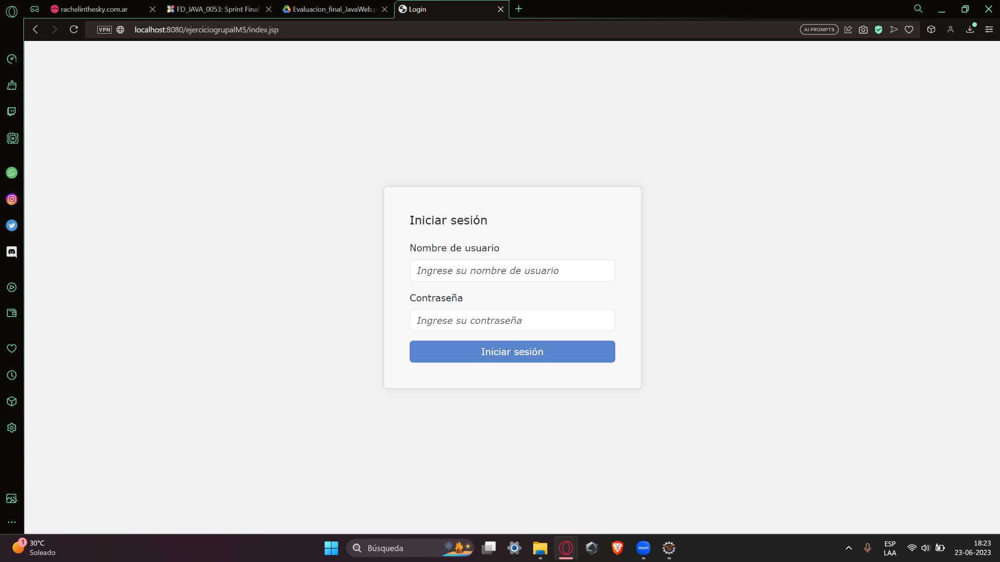 rachelinthesky.com.ar
FD_JAVA_0053: Sprint Final
Evaluacion_final_JavaWeb.p
Login
VPN
localhost:8080/ejerciciogrupalM5/index.jsp
AI PROMPTS
Iniciar sesión
Nombre de usuario
Ingrese su nombre de usuario
Contraseña
Ingrese su contraseña
Iniciar sesión
1
30°C
Soleado
Búsqueda
zoom
ESP
LAA
18:23
23-06-2023